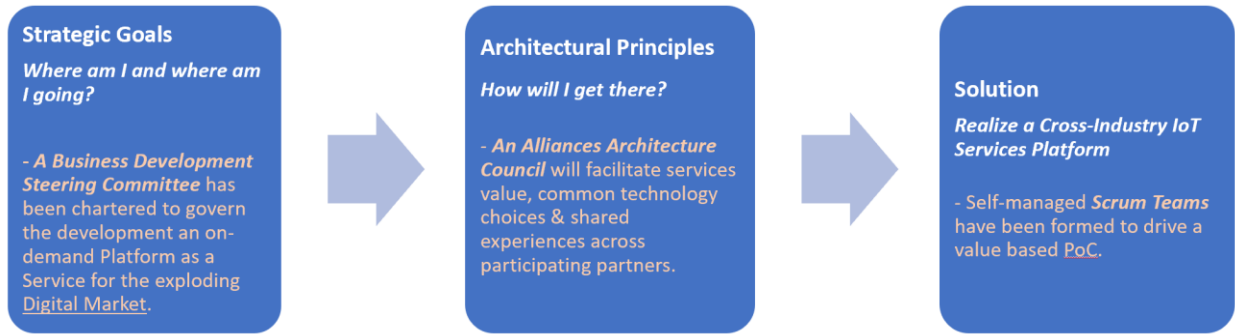 Strategic Goals
Where am I and where am
I going?
- A Business Development
Steering Committee has
been chartered to govern
the development an on-
demand Platform as a
Service for the exploding
Digital Market.
Architectural Principles
How will I get there?
- An Alliances Architecture
Council will facilitate services
value, common technology
choices & shared
experiences across
participating partners.
Solution
Realize a Cross-Industry IoT
Services Platform
- Self-managed Scrum Teams
have been formed to drive a
value based PoC.